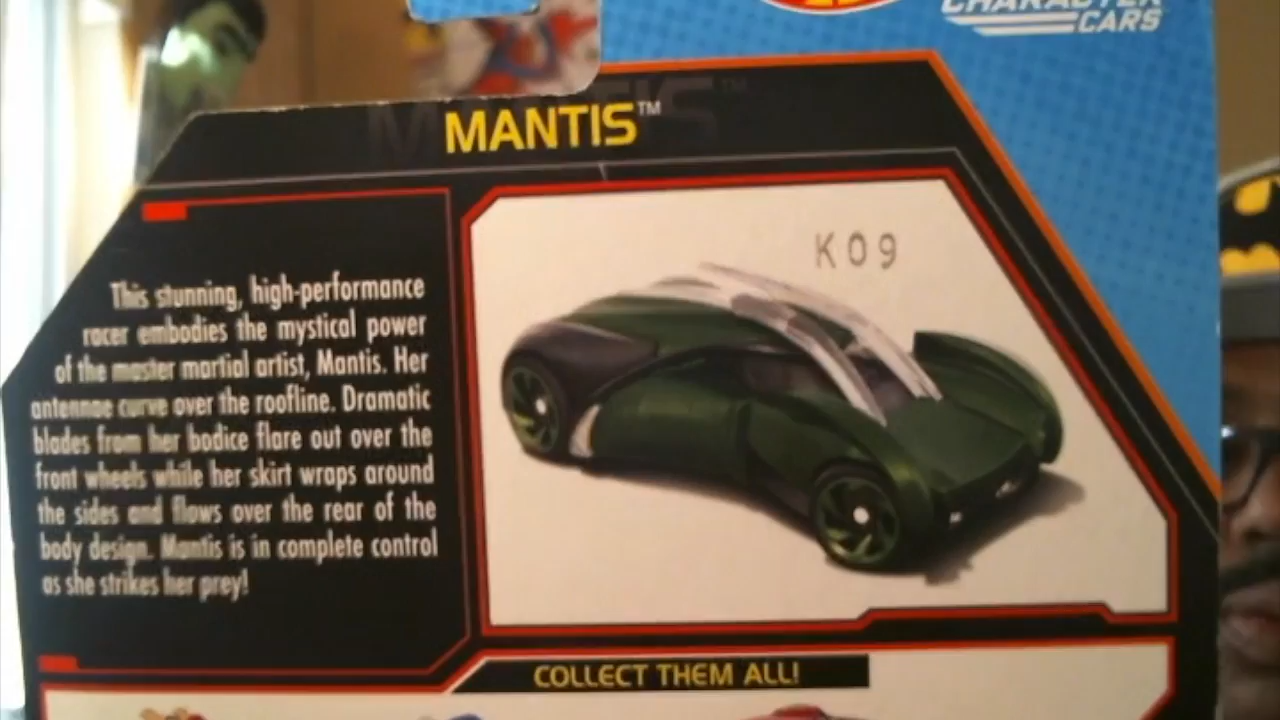 CHARACTER
CARS
MANTIS™
K09
This stunning, high-performance
racer embodies the mystical power
of the master martial artist, Mantis. Her
antennae curve over the roofline. Dramatic
blades from her bodice flare out over the
front wheels while her skirt wraps around
the sides and flows over the rear of the
body design. Mantis is in complete control
as she strikes her prey!
COLLECT THEM ALL!